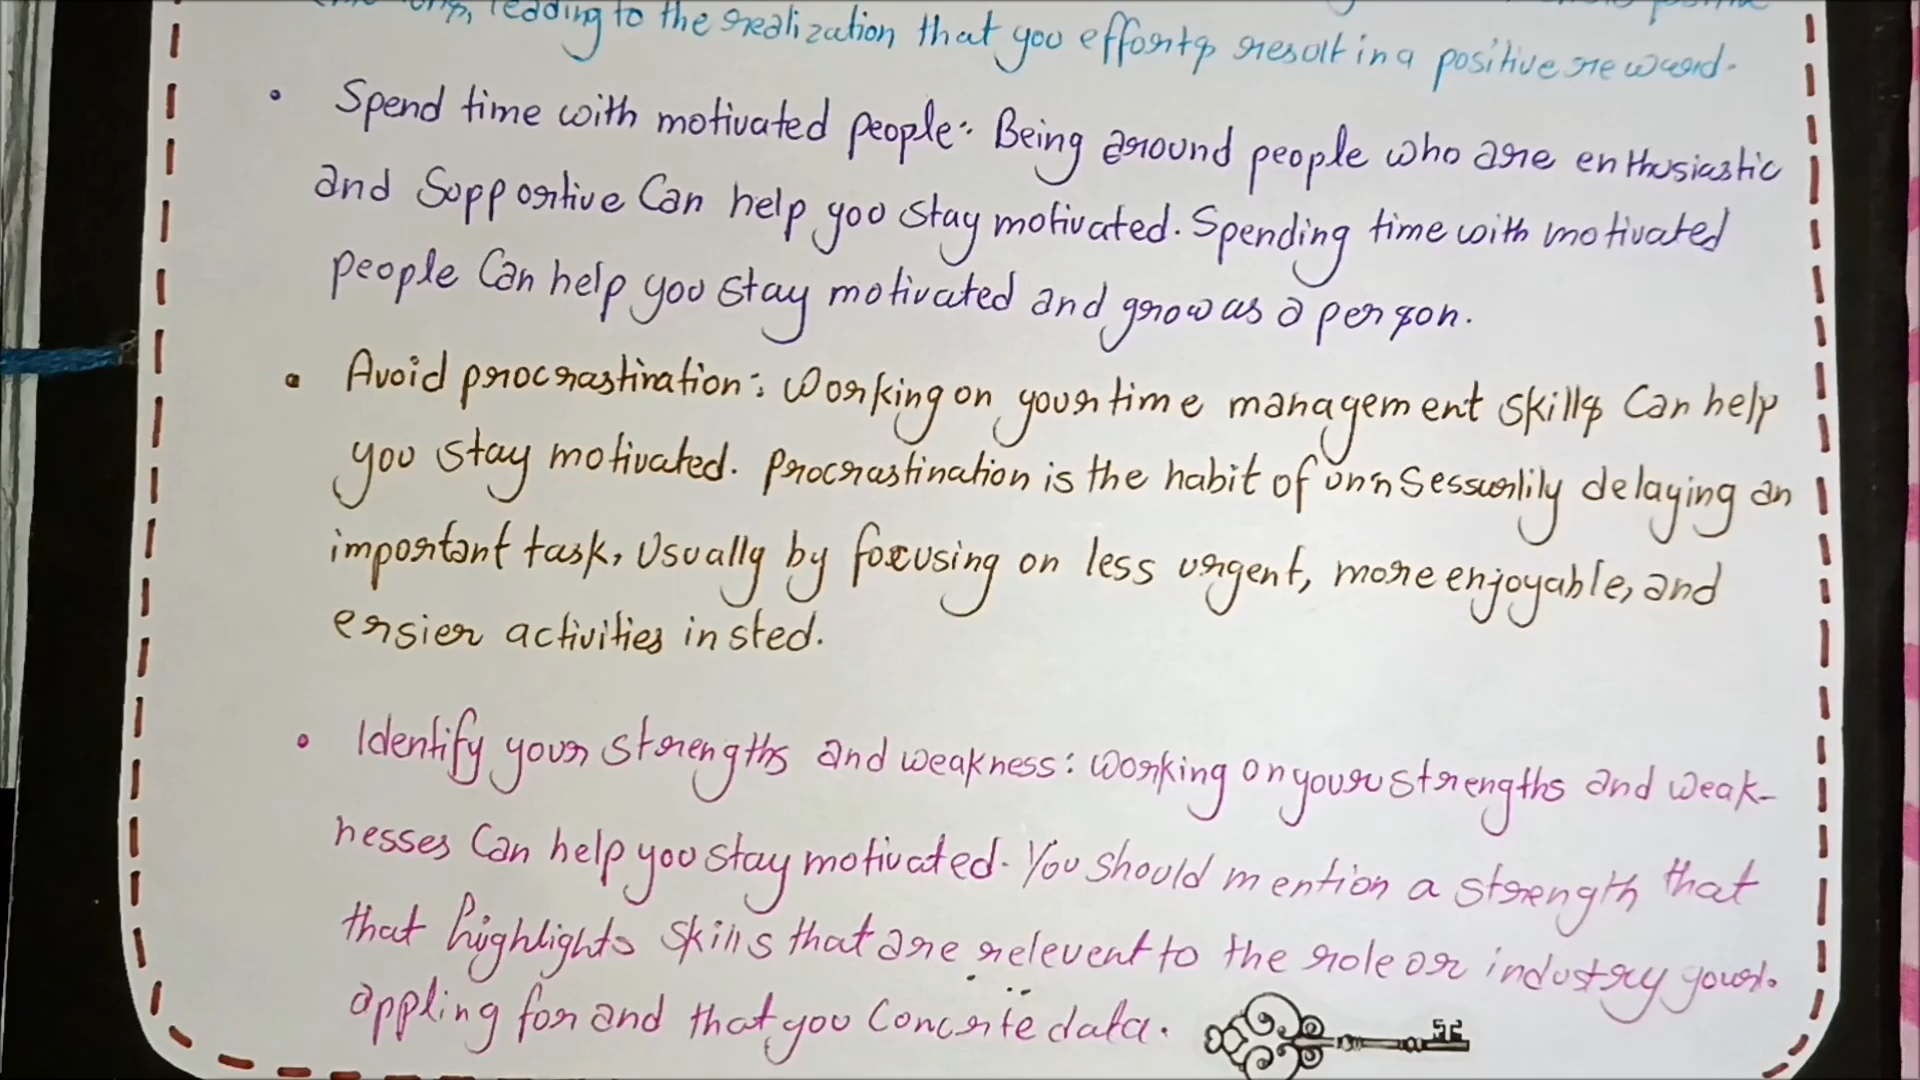 leading to the realization that you efforts result in a positive reward.
• Spend time with motivated people: Being around people who are enthusiastic
and Supportive Can help you stay motivated. Spending time with motivated
people Can help you stay motivated and grow as a person.
• Avoid procrastination: Working on your time management skills Can help
you stay motivated. Procrastination is the habit of unnSessurlily delaying an
important task, Usually by focusing on less urgent, more enjoyable, and
ersier activities in sted.
• Identify your strengths and weakness: Working on your strengths and weak-
nesses Can help you stay motivated. You should mention a strength that
that highlights skills that are relevent to the role or industry your.
appling for and that you Concrite data.